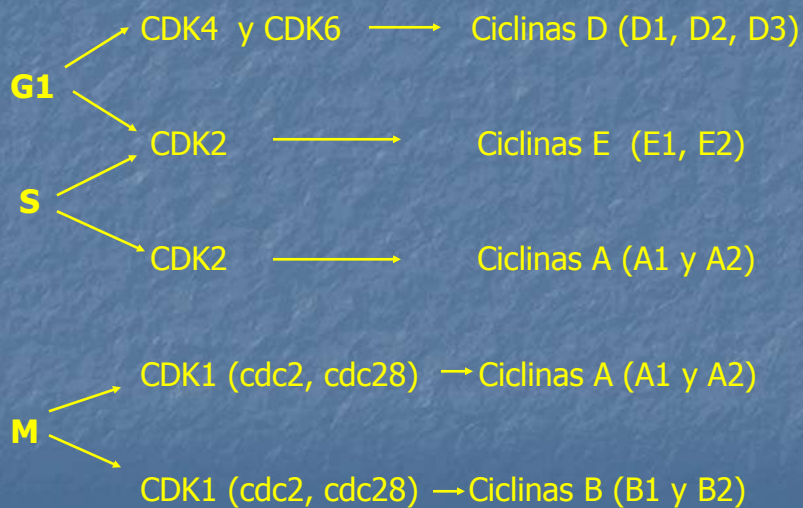 CDK4 y CDK6 Ciclinas D (D1, D2, D3)
G1
CDK2 Ciclinas E (E1, E2)
S
CDK2 Ciclinas A (A1 y A2)
CDK1 (cdc2, cdc28) Ciclinas A (A1 y A2)
M
CDK1 (cdc2, cdc28) Ciclinas B (B1 y B2)